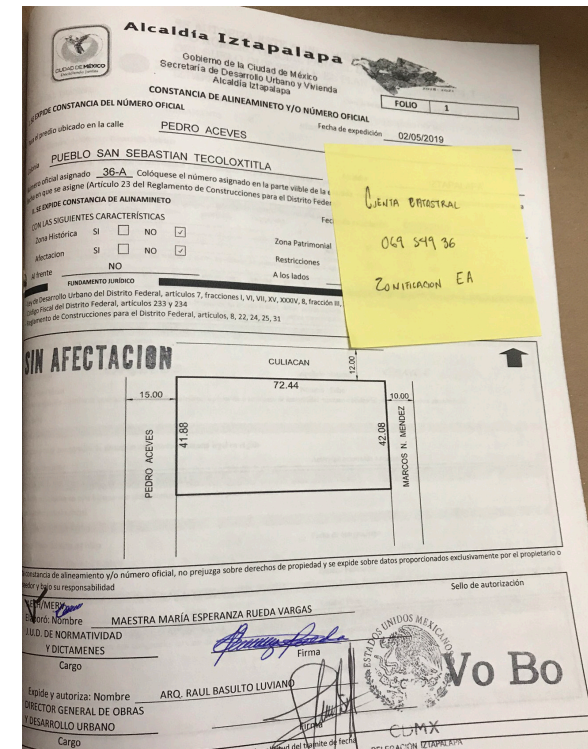 Alcaldía Iztapalapa
CIUDAD DE MÉXICO
Gobierno de la Ciudad de México
Secretaría de Desarrollo Urbano y Vivienda
Alcaldía Iztapalapa
CONSTANCIA DE ALINEAMINETO Y/O NÚMERO OFICIAL
FOLIO 1
SE EXPIDE CONSTANCIA DEL NÚMERO OFICIAL
Fecha de expedición 02/05/2019
predio ubicado en la calle PEDRO ACEVES
PUEBLO SAN SEBASTIAN TECOLOXTITLA
número oficial asignado 36-A Colóquese el número asignado en la parte vible de la
en que se asigne (Artículo 23 del Reglamento de Construcciones para el Distrito Feder
SE EXPIDE CONSTANCIA DE ALINEAMINETO
CON LAS SIGUIENTES CARACTERÍSTICAS
Fec
Zona Histórica SI NO ✓
Zona Patrimonial
Afectacion SI NO ✓
Restricciones
Al frente NO
A los lados
CUENTA CATASTRAL
069 549 36
ZONIFICACION EA
FUNDAMENTO JURÍDICO
Ley de Desarrollo Urbano del Distrito Federal, artículos 7, fracciones I, VI, VII, XV, XXXIV, 8, fracción III,
Código Fiscal del Distrito Federal, artículos 233 y 234
Reglamento de Construcciones para el Distrito Federal, artículos, 8, 22, 24, 25, 31
SIN AFECTACION
CULIACAN
12.00
72.44
15.00
10.00
PEDRO ACEVES
41.88
42.08
MARCOS N. MENDEZ
constancia de alineamiento y/o número oficial, no prejuzga sobre derechos de propiedad y se expide sobre datos proporcionados exclusivamente por el propietario o
y bajo su responsabilidad
Sello de autorización
Elaboró: Nombre MAESTRA MARÍA ESPERANZA RUEDA VARGAS
J.U.D. DE NORMATIVIDAD
Y DICTAMENES
Cargo
Firma
ESTADOS UNIDOS MEXICANOS
Vo Bo
Expide y autoriza: Nombre ARQ. RAUL BASULTO LUVIANO
DIRECTOR GENERAL DE OBRAS
Y DESARROLLO URBANO
Cargo
Firma
CDMX
DELEGACIÓN IZTAPALAPA
del tramite de fecha